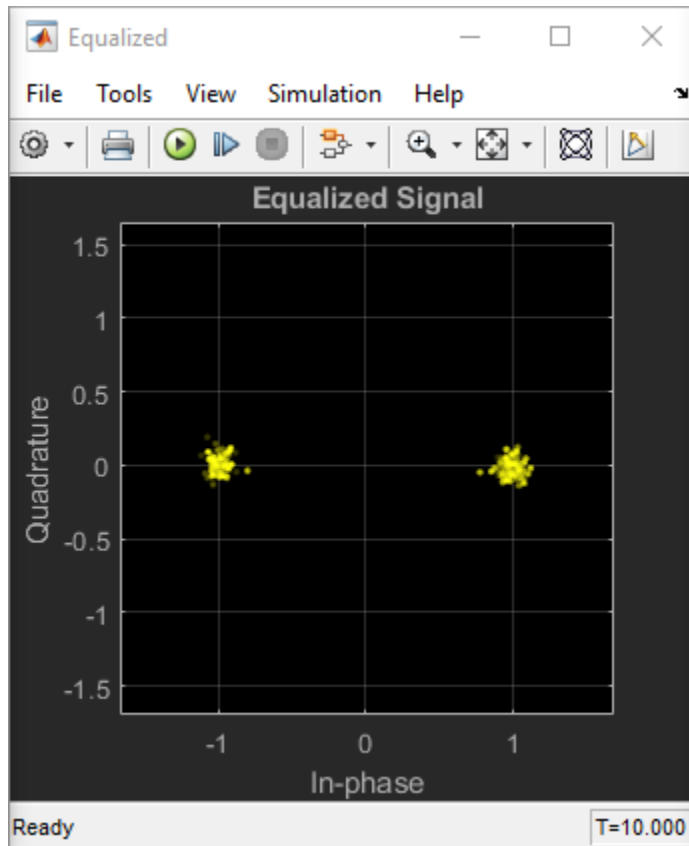 Equalized
File Tools View Simulation Help
Equalized Signal
1.5
1
0.5
0
-0.5
-1
-1.5
Quadrature
-1 0 1
In-phase
Ready T=10.000